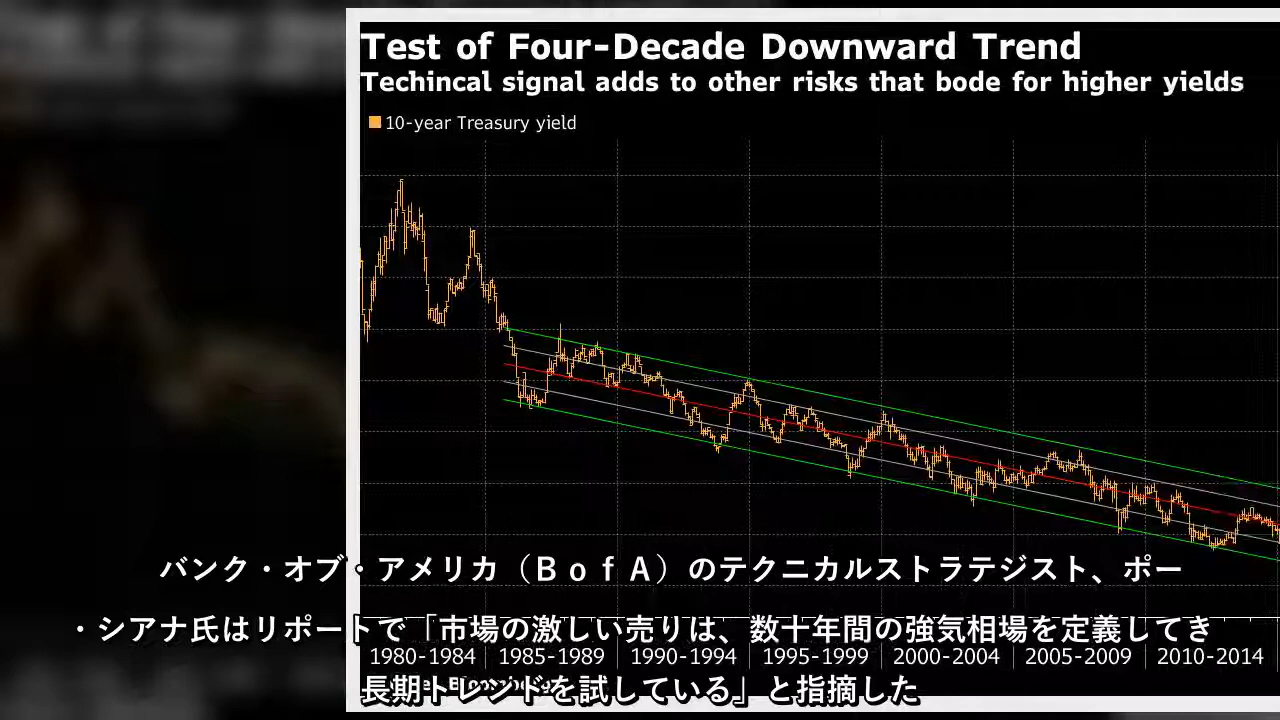 Test of Four-Decade Downward Trend
Techincal signal adds to other risks that bode for higher yields
10-year Treasury yield
バンク・オブ・アメリカ（ＢｏｆＡ）のテクニカルストラテジスト、ポー
・シアナ氏はリポートで「市場の激しい売りは、数十年間の強気相場を定義してき
1980-1984 1985-1989 1990-1994 1995-1999 2000-2004 2005-2009 2010-2014
長期トレンドを試している」と指摘した